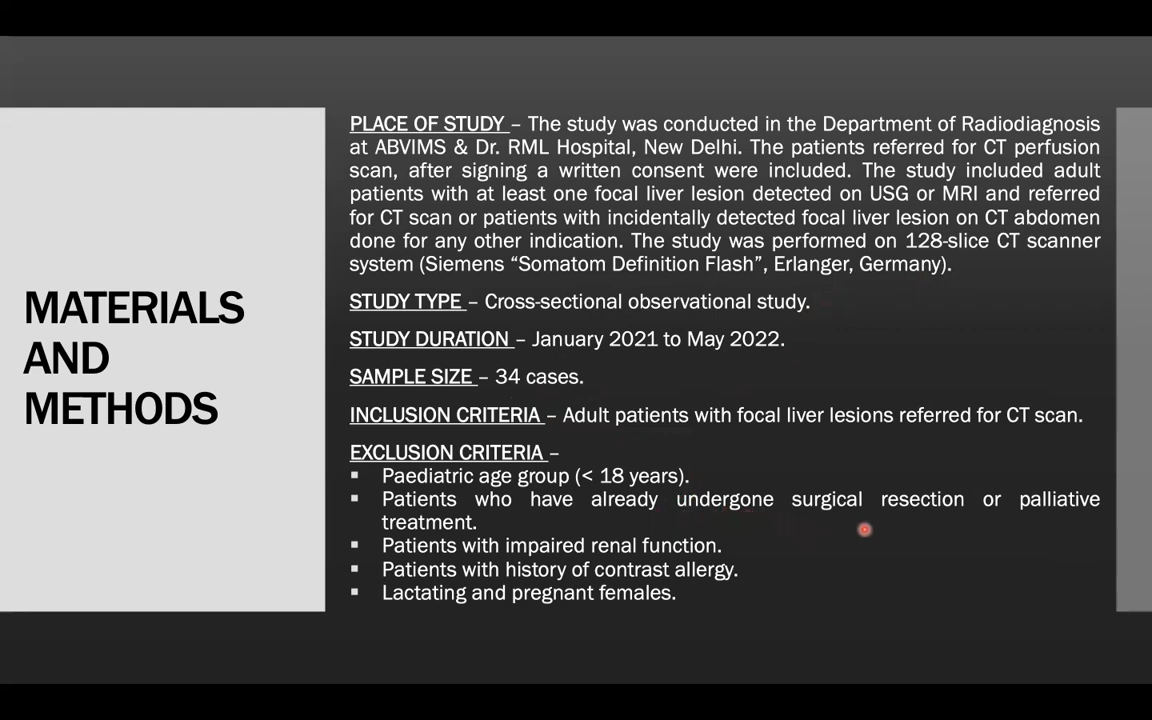 MATERIALS
AND
METHODS
PLACE OF STUDY – The study was conducted in the Department of Radiodiagnosis
at ABVIMS & Dr. RML Hospital, New Delhi. The patients referred for CT perfusion
scan, after signing a written consent were included. The study included adult
patients with at least one focal liver lesion detected on USG or MRI and referred
for CT scan or patients with incidentally detected focal liver lesion on CT abdomen
done for any other indication. The study was performed on 128-slice CT scanner
system (Siemens “Somatom Definition Flash”, Erlanger, Germany).
STUDY TYPE – Cross-sectional observational study.
STUDY DURATION – January 2021 to May 2022.
SAMPLE SIZE – 34 cases.
INCLUSION CRITERIA – Adult patients with focal liver lesions referred for CT scan.
EXCLUSION CRITERIA –
▪ Paediatric age group (< 18 years).
▪ Patients who have already undergone surgical resection or palliative
treatment.
▪ Patients with impaired renal function.
▪ Patients with history of contrast allergy.
▪ Lactating and pregnant females.